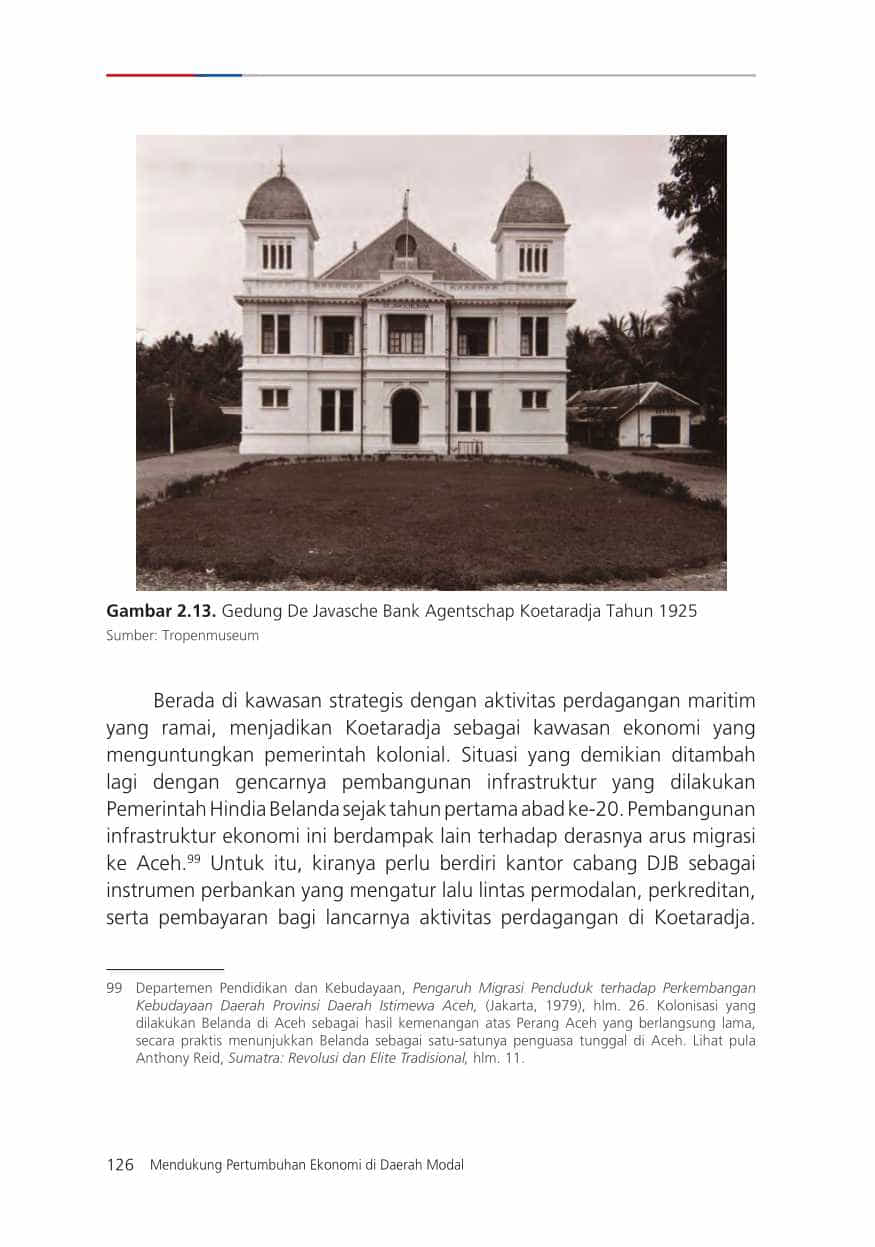 Gambar 2.13. Gedung De Javasche Bank Agentschap Koetaradja Tahun 1925
Sumber: Tropenmuseum
Berada di kawasan strategis dengan aktivitas perdagangan maritim
yang ramai, menjadikan Koetaradja sebagai kawasan ekonomi yang
menguntungkan pemerintah kolonial. Situasi yang demikian ditambah
lagi dengan gencarnya pembangunan infrastruktur yang dilakukan
Pemerintah Hindia Belanda sejak tahun pertama abad ke-20. Pembangunan
infrastruktur ekonomi ini berdampak lain terhadap derasnya arus migrasi
ke Aceh.⁹⁹ Untuk itu, kiranya perlu berdiri kantor cabang DJB sebagai
instrumen perbankan yang mengatur lalu lintas permodalan, perkreditan,
serta pembayaran bagi lancarnya aktivitas perdagangan di Koetaradja.
99 Departemen Pendidikan dan Kebudayaan, Pengaruh Migrasi Penduduk terhadap Perkembangan
Kebudayaan Daerah Provinsi Daerah Istimewa Aceh, (Jakarta, 1979), hlm. 26. Kolonisasi yang
dilakukan Belanda di Aceh sebagai hasil kemenangan atas Perang Aceh yang berlangsung lama,
secara praktis menunjukkan Belanda sebagai satu-satunya penguasa tunggal di Aceh. Lihat pula
Anthony Reid, Sumatra: Revolusi dan Elite Tradisional, hlm. 11.
126 Mendukung Pertumbuhan Ekonomi di Daerah Modal